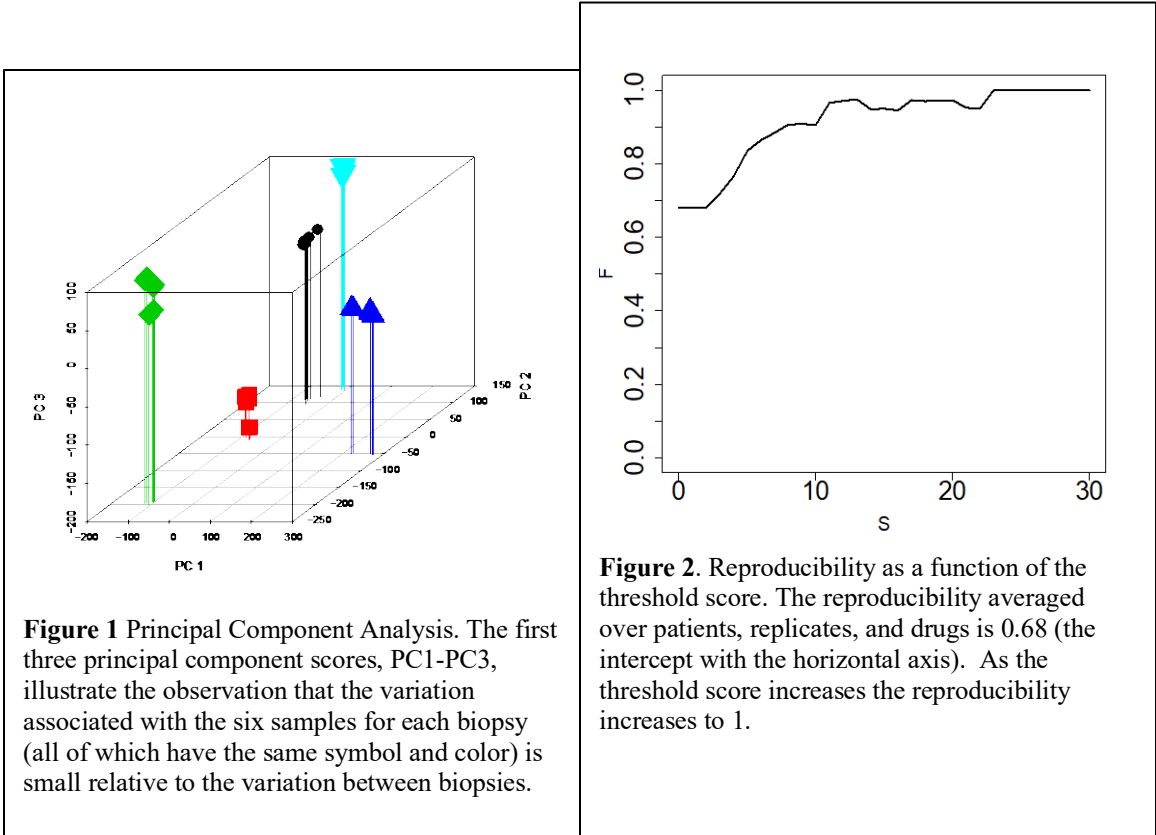 100
50
0
-50
-100
-150
-200
PC 3
-200 -100 0 100 200 300
PC 1
-250
-200
-150
-100
-50
0
50
100
150
PC 2
Figure 1 Principal Component Analysis. The first
three principal component scores, PC1-PC3,
illustrate the observation that the variation
associated with the six samples for each biopsy
(all of which have the same symbol and color) is
small relative to the variation between biopsies.
1.0
0.8
0.6
0.4
0.2
0.0
F
0 10 20 30
S
Figure 2. Reproducibility as a function of the
threshold score. The reproducibility averaged
over patients, replicates, and drugs is 0.68 (the
intercept with the horizontal axis). As the
threshold score increases the reproducibility
increases to 1.